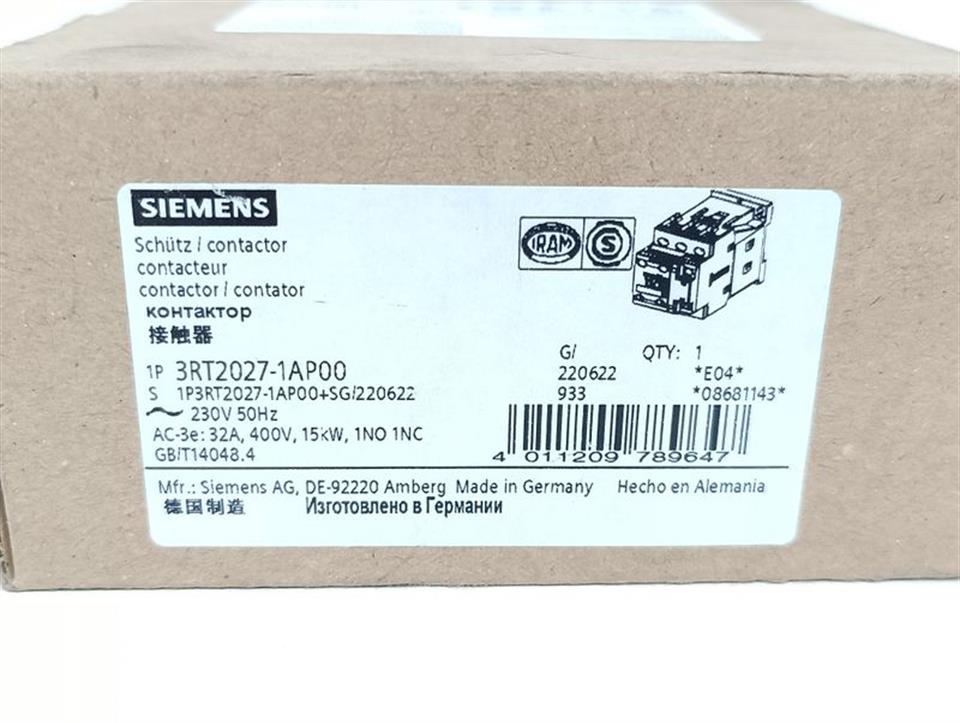 SIEMENS
Schütz / contactor
contacteur
contactor / contator
контактор
接触器
IRAM S
1P 3RT2027-1AP00
S 1P3RT2027-1AP00+SG/220622
230V 50Hz
AC-3e: 32A, 400V, 15kW, 1NO 1NC
GB/T14048.4
G/ QTY: 1
220622 *E04*
933 *08681143*
4 011209 789647
Mfr.: Siemens AG, DE-92220 Amberg Made in Germany Hecho en Alemania
德国制造 Изготовлено в Германии